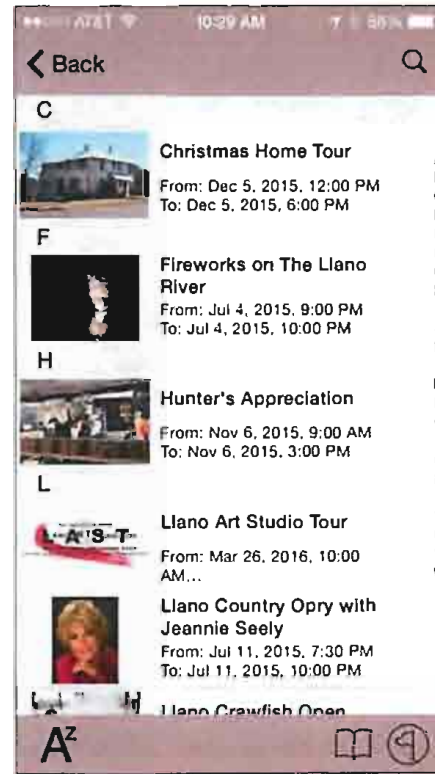 AT&T 10:29 AM 86%
Back
C
Christmas Home Tour
From: Dec 5, 2015, 12:00 PM
To: Dec 5, 2015, 6:00 PM
F
Fireworks on The Llano
River
From: Jul 4, 2015, 9:00 PM
To: Jul 4, 2015, 10:00 PM
H
Hunter's Appreciation
From: Nov 6, 2015, 9:00 AM
To: Nov 6, 2015, 3:00 PM
L
L·A·S·T
Llano Art Studio Tour
From: Mar 26, 2016, 10:00
AM...
Llano Country Opry with
Jeannie Seely
From: Jul 11, 2015, 7:30 PM
To: Jul 11, 2015, 10:00 PM
Llano Crawfish Open
Az